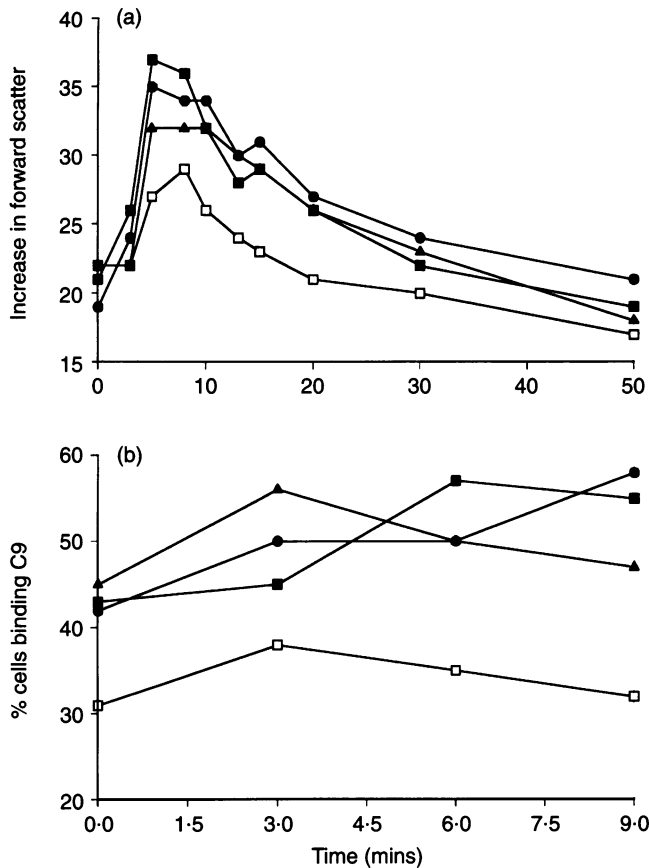 (a)
Increase in forward scatter
40
35
30
25
20
15
0 10 20 30 40 50
(b)
% cells binding C9
60
50
40
30
20
0·0 1·5 3·0 4·5 6·0 7·5 9·0
Time (mins)